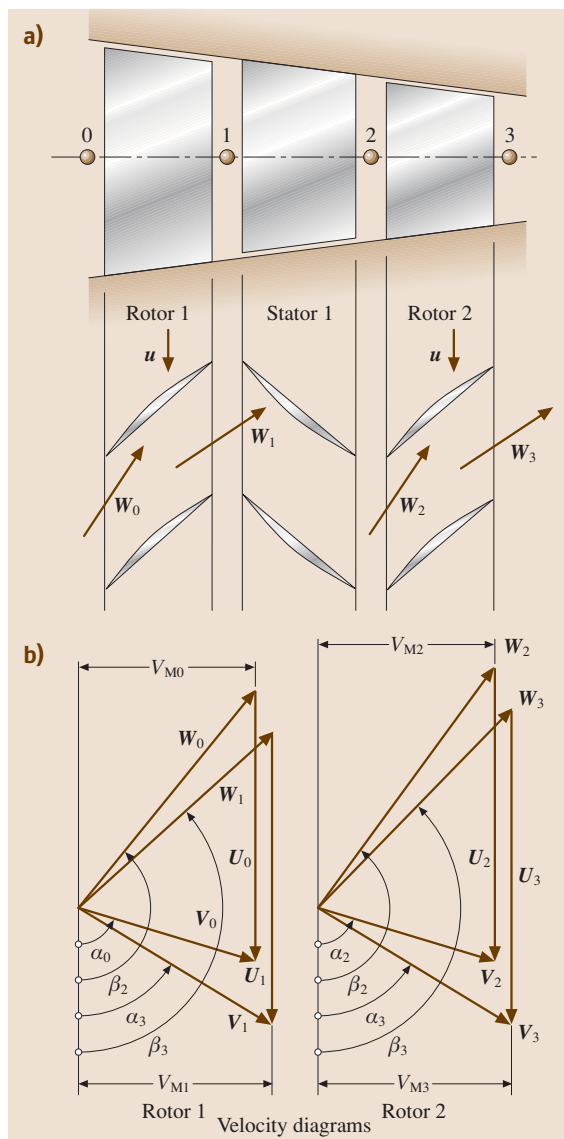 a)
0 1 2 3
Rotor 1 Stator 1 Rotor 2
u u
W1 W3
W0 W2
b)
VM0 VM2 W2
W0 W3
W1
U0 U2 U3
V0
α0 α2
U1 V2
β2 β2
α3 V1 α3 V3
β3 β3
VM1 VM3
Rotor 1 Rotor 2
Velocity diagrams